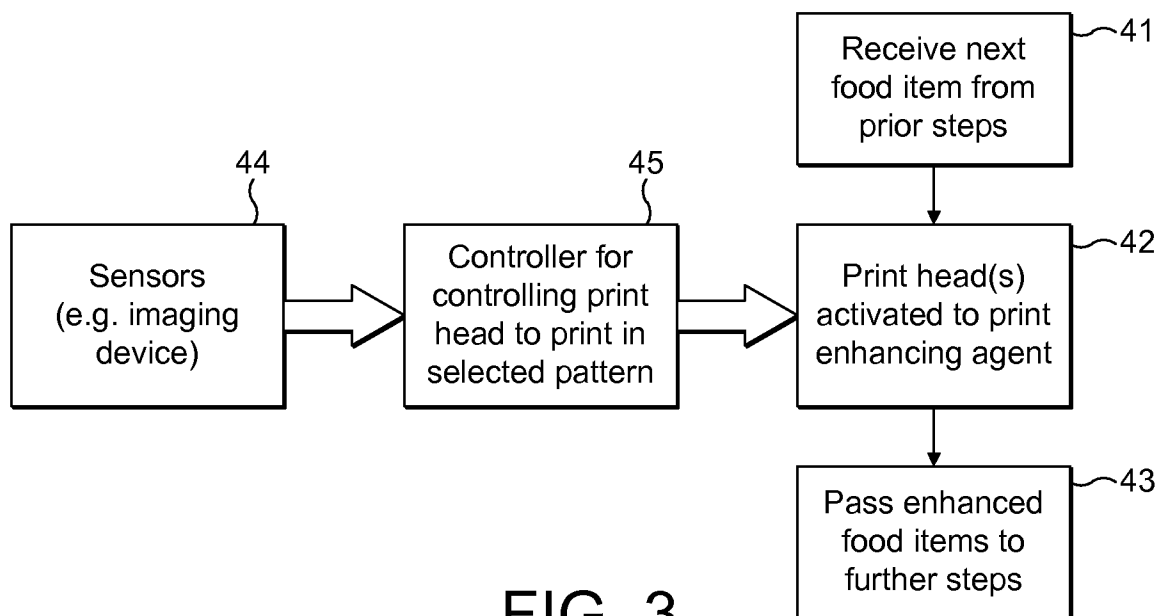 41
Receive next
food item from
prior steps
44
45
42
Sensors
(e.g. imaging
device)
Controller for
controlling print
head to print in
selected pattern
Print head(s)
activated to print
enhancing agent
43
Pass enhanced
food items to
further steps
FIG. 3